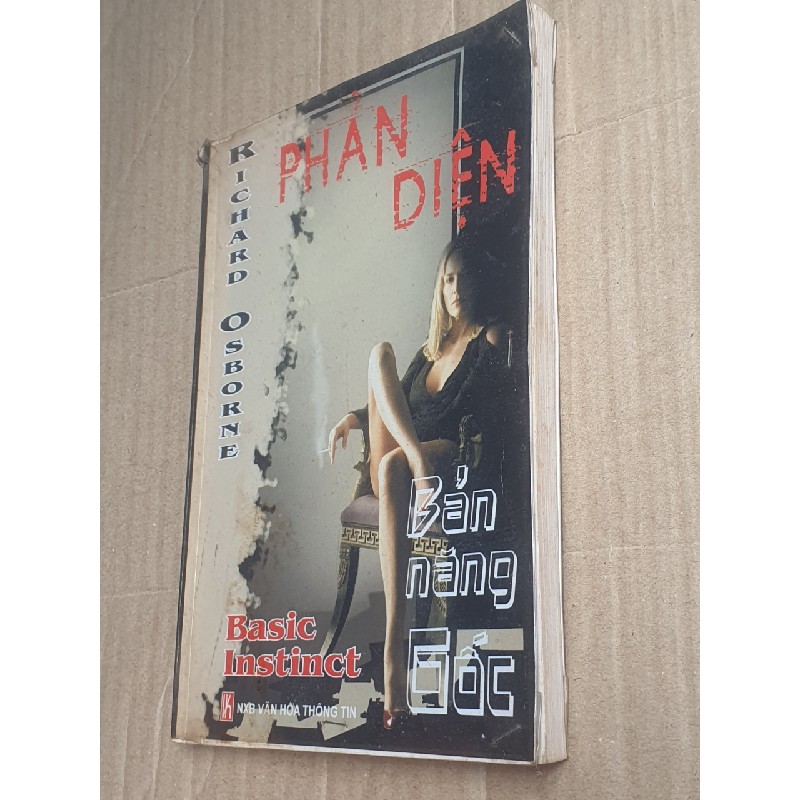 RICHARD OSBORNE
PHẢN
DIỆN
Bản
năng
Gốc
Basic
Instinct
NXB VĂN HÓA THÔNG TIN